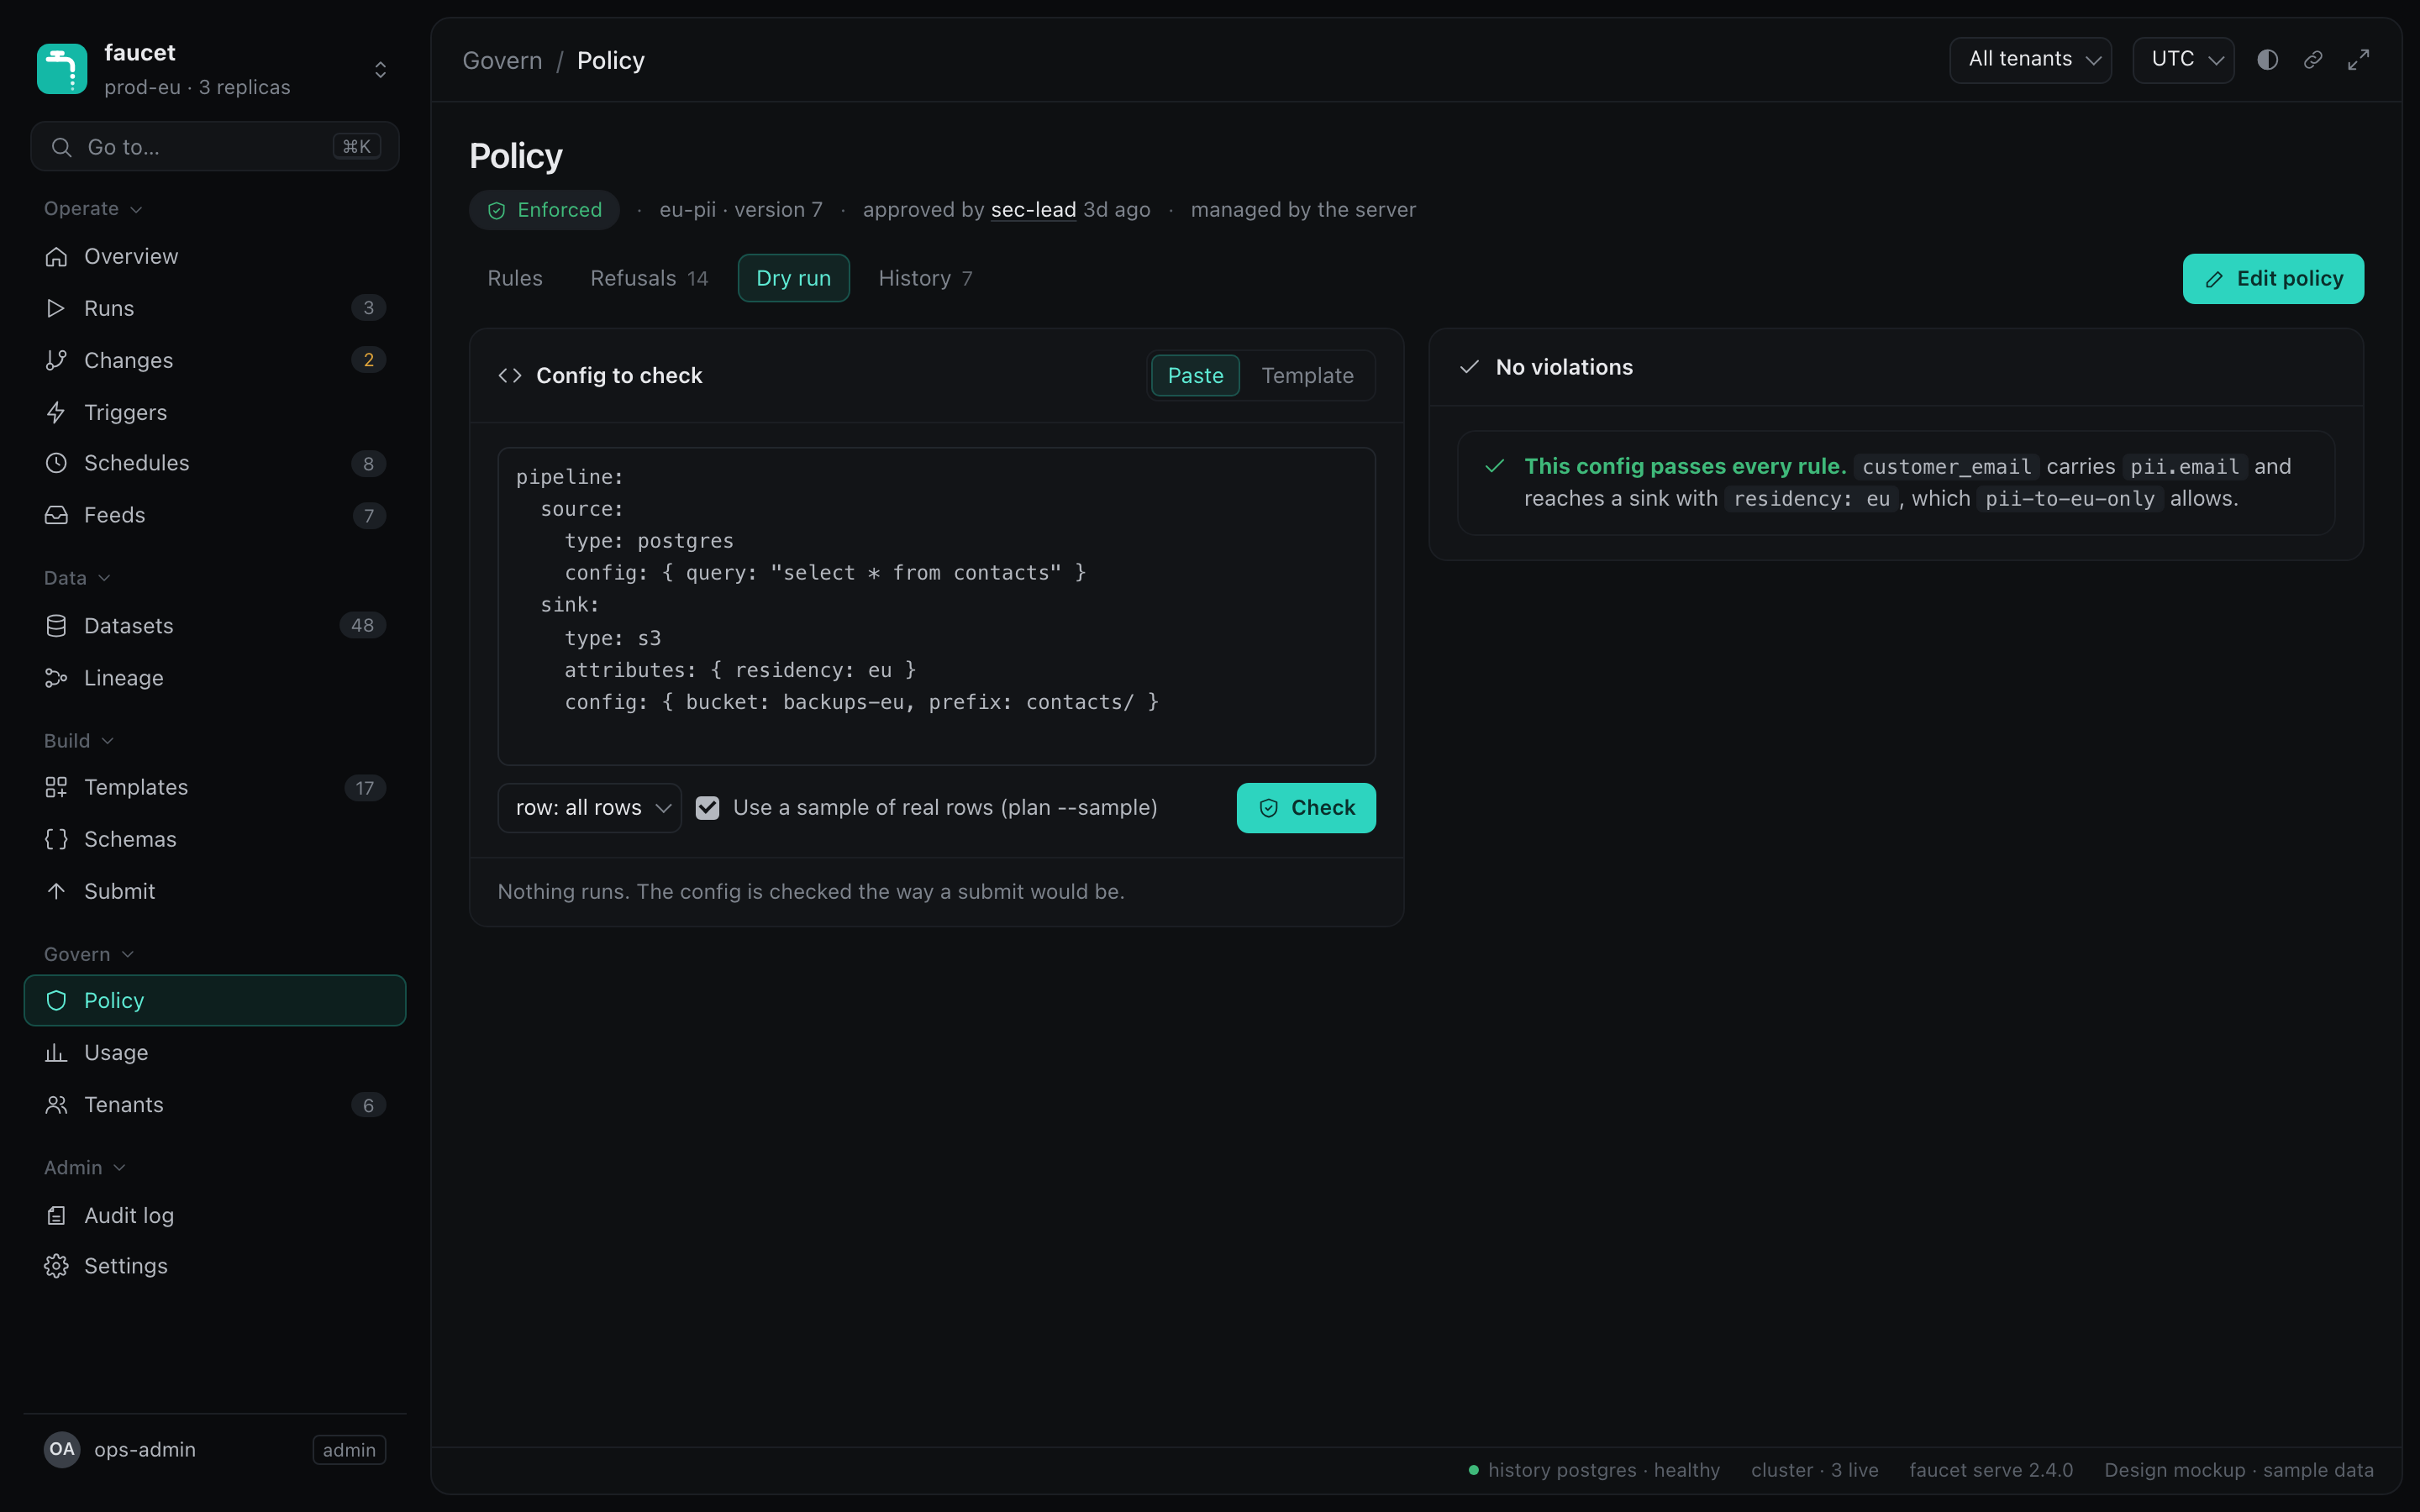 faucet
prod-eu · 3 replicas
Go to...
⌘K
Operate
Overview
Runs 3
Changes 2
Triggers
Schedules 8
Feeds 7
Data
Datasets 48
Lineage
Build
Templates 17
Schemas
Submit
Govern
Policy
Usage
Tenants 6
Admin
Audit log
Settings
OA ops-admin admin
Govern / Policy
All tenants
UTC
Policy
Enforced · eu-pii · version 7 · approved by sec-lead 3d ago · managed by the server
Rules
Refusals 14
Dry run
History 7
Edit policy
Config to check
Paste
Template
pipeline:
  source:
    type: postgres
    config: { query: "select * from contacts" }
  sink:
    type: s3
    attributes: { residency: eu }
    config: { bucket: backups-eu, prefix: contacts/ }
row: all rows
Use a sample of real rows (plan --sample)
Check
Nothing runs. The config is checked the way a submit would be.
No violations
This config passes every rule. customer_email carries pii.email and
reaches a sink with residency: eu, which pii-to-eu-only allows.
history postgres · healthy
cluster · 3 live
faucet serve 2.4.0
Design mockup · sample data